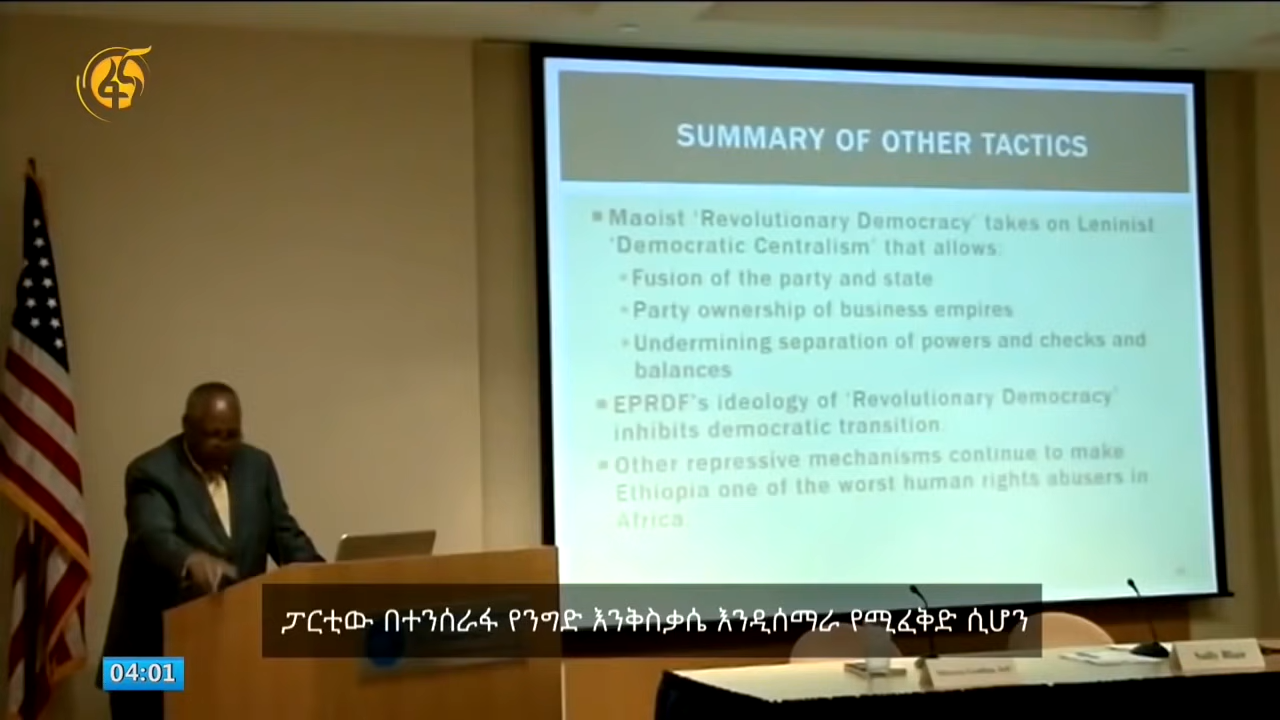 SUMMARY OF OTHER TACTICS
▪ Maoist 'Revolutionary Democracy' takes on Leninist
'Democratic Centralism' that allows:
▪ Fusion of the party and state
▪ Party ownership of business empires
▪ Undermining separation of powers and checks and
balances
▪ EPRDF's ideology of 'Revolutionary Democracy'
inhibits democratic transition
▪ Other repressive mechanisms continue to make
Ethiopia one of the worst human rights abusers in
Africa
ፓርቲው በተንሰራፋ የንግድ እንቅስቃሴ እንዲሰማራ የሚፈቅድ ሲሆን
04:01
Sally Blair